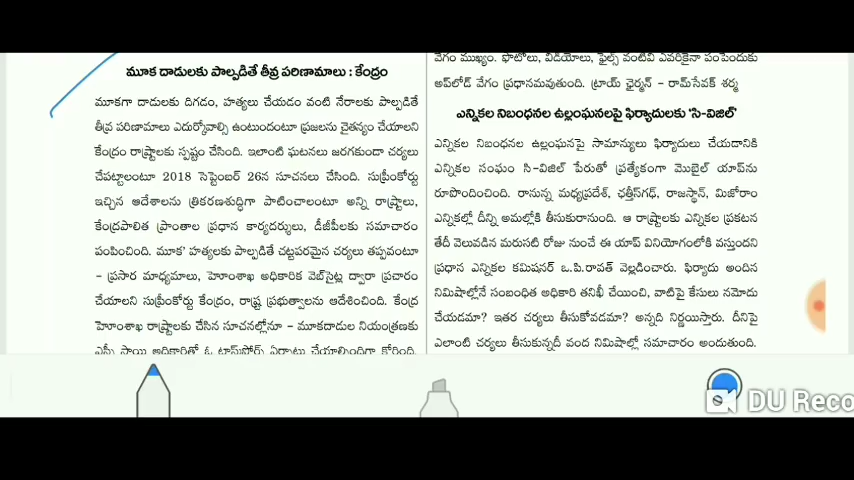 మూక దాడులకు పాల్పడితే తీవ్ర పరిణామాలు : కేంద్రం
మూకగా దాడులకు దిగడం, హత్యలు చేయడం వంటి నేరాలకు పాల్పడితే
తీవ్ర పరిణామాలు ఎదుర్కోవాల్సి ఉంటుందంటూ ప్రజలను చైతన్యం చేయాలని
కేంద్రం రాష్ట్రాలకు స్పష్టం చేసింది. ఇలాంటి ఘటనలు జరగకుండా చర్యలు
చేపట్టాలంటూ 2018 సెప్టెంబర్ 26న సూచనలు చేసింది. సుప్రీంకోర్టు
ఇచ్చిన ఆదేశాలను త్రికరణశుద్ధిగా పాటించాలంటూ అన్ని రాష్ట్రాలు,
కేంద్రపాలిత ప్రాంతాల ప్రధాన కార్యదర్శులు, డీజీపీలకు సమాచారం
పంపించింది. మూక' హత్యలకు పాల్పడితే చట్టపరమైన చర్యలు తప్పవంటూ
– ప్రసార మాధ్యమాలు, హెూంశాఖ అధికారిక వెబ్‌సైట్ల ద్వారా ప్రచారం
చేయాలని సుప్రీంకోర్టు కేంద్రం, రాష్ట్ర ప్రభుత్వాలను ఆదేశించింది. కేంద్ర
హెూంశాఖ రాష్ట్రాలకు చేసిన సూచనల్లోనూ – మూకదాడుల నియంత్రణకు
ఎస్పీ స్థాయి అధికారితో ఓ టాస్క్‌ఫోర్స్ ఏర్పాటు చేయాల్సిందిగా కోరింది.
వేగం ముఖ్యం. ఫొటోలు, వీడియోలు, ఫైల్స్ వంటివి ఎవరికైనా పంపేందుకు
అప్‌లోడ్ వేగం ప్రధానమవుతుంది. ట్రాయ్ ఛైర్మన్ – రామ్‌సేవక్ శర్మ
ఎన్నికల నిబంధనల ఉల్లంఘనలపై ఫిర్యాదులకు 'సి-విజిల్'
ఎన్నికల నిబంధనల ఉల్లంఘనపై సామాన్యులు ఫిర్యాదులు చేయడానికి
ఎన్నికల సంఘం సి-విజిల్ పేరుతో ప్రత్యేకంగా మొబైల్ యాప్‌ను
రూపొందించింది. రానున్న మధ్యప్రదేశ్, ఛత్తీస్‌గఢ్, రాజస్థాన్, మిజోరాం
ఎన్నికల్లో దీన్ని అమల్లోకి తీసుకురానుంది. ఆ రాష్ట్రాలకు ఎన్నికల ప్రకటన
తేదీ వెలువడిన మరుసటి రోజు నుంచే ఈ యాప్ వినియోగంలోకి వస్తుందని
ప్రధాన ఎన్నికల కమిషనర్ ఒ.పి.రావత్ వెల్లడించారు. ఫిర్యాదు అందిన
నిమిషాల్లోనే సంబంధిత అధికారి తనిఖీ చేయించి, వాటిపై కేసులు నమోదు
చేయడమా? ఇతర చర్యలు తీసుకోవడమా? అన్నది నిర్ణయిస్తారు. దీనిపై
ఎలాంటి చర్యలు తీసుకున్నదీ వంద నిమిషాల్లో సమాచారం అందుతుంది.
DU Reco